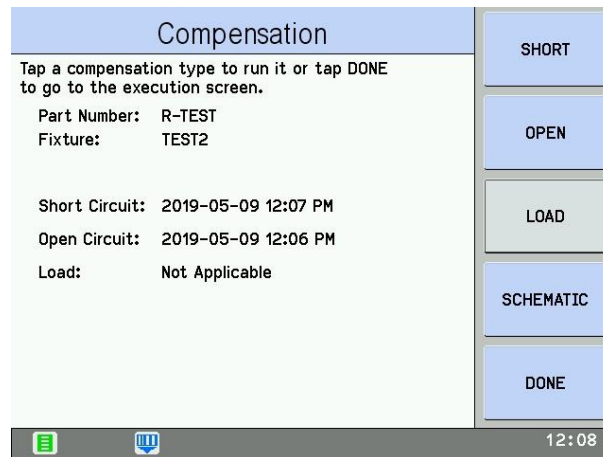 Compensation
Tap a compensation type to run it or tap DONE
to go to the execution screen.
Part Number: R-TEST
Fixture: TEST2
Short Circuit: 2019-05-09 12:07 PM
Open Circuit: 2019-05-09 12:06 PM
Load: Not Applicable
SHORT
OPEN
LOAD
SCHEMATIC
DONE
12:08